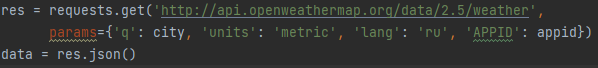 res = requests.get('http://api.openweathermap.org/data/2.5/weather',
params={'q': city, 'units': 'metric', 'lang': 'ru', 'APPID': appid})
data = res.json()